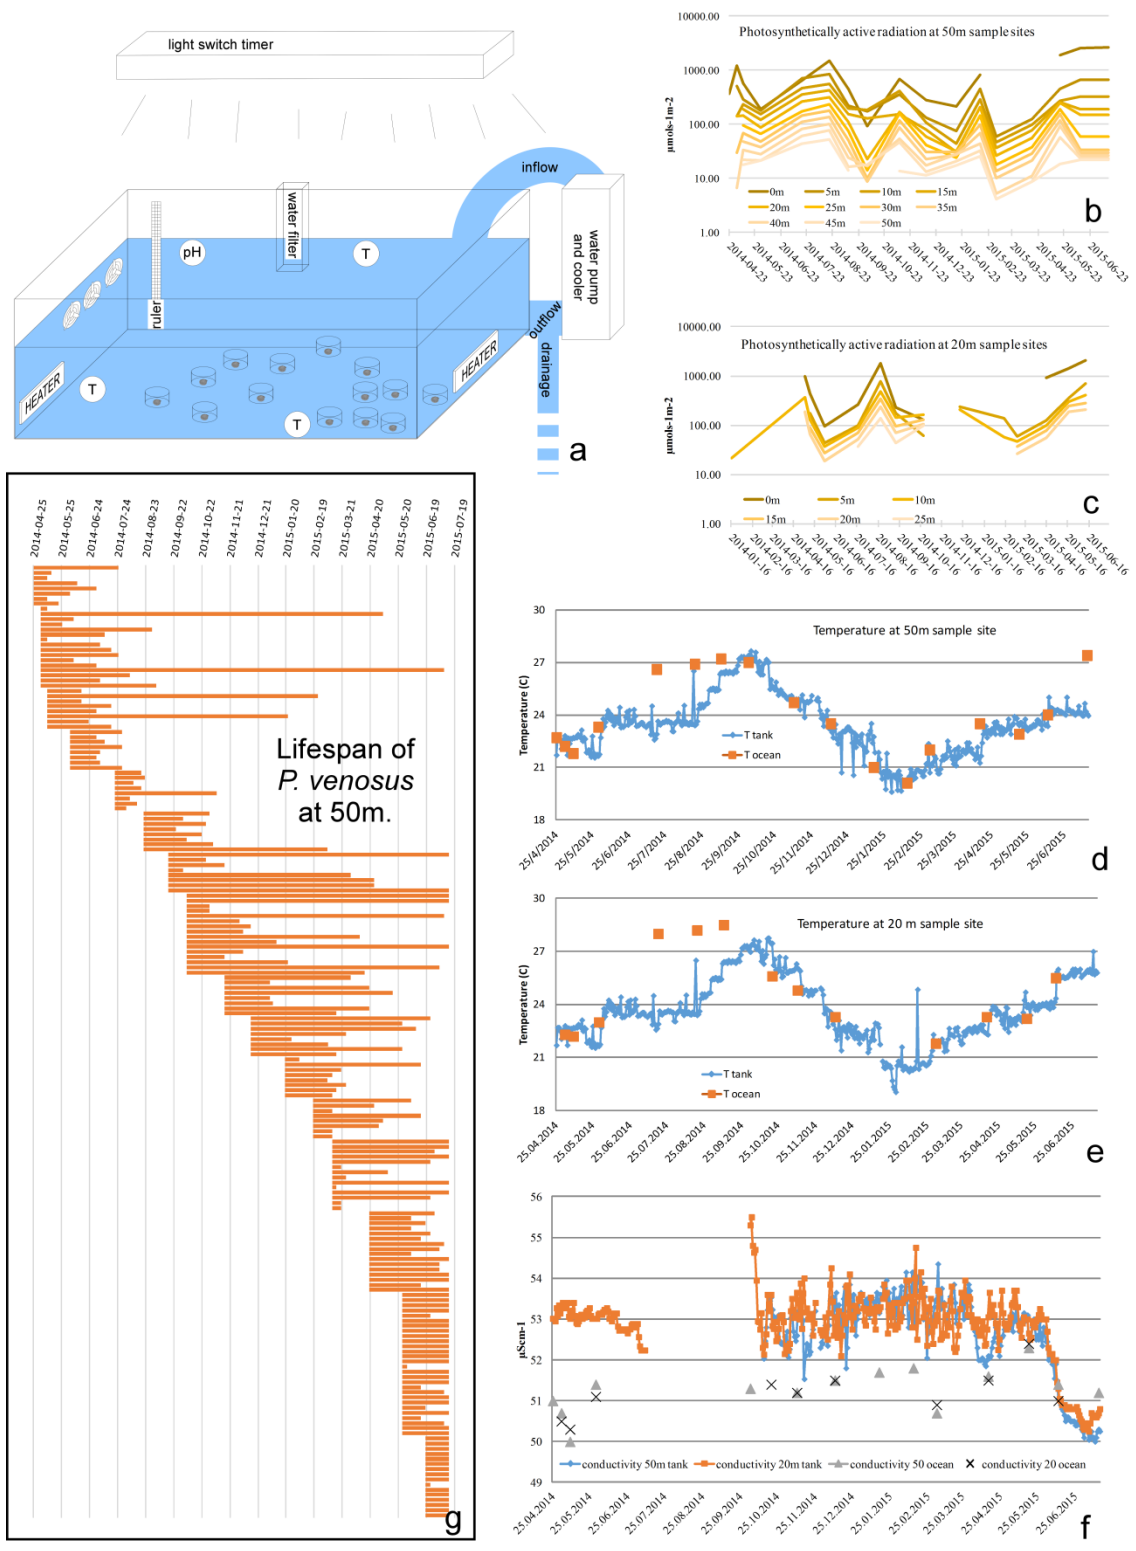 light switch timer
inflow
water filter
water pump
and cooler
pH
T
ruler
outflow
drainage
HEATER
HEATER
T
T
a
10000.00
Photosynthetically active radiation at 50m sample sites
1000.00
100.00
10.00
1.00
µmols-1m-2
0m 5m 10m 15m
20m 25m 30m 35m
40m 45m 50m
b
2014-04-23
2014-05-23
2014-06-23
2014-07-23
2014-08-23
2014-09-23
2014-10-23
2014-11-23
2014-12-23
2015-01-23
2015-02-23
2015-03-23
2015-04-23
2015-05-23
2015-06-23
10000.00
Photosynthetically active radiation at 20m sample sites
1000.00
100.00
10.00
1.00
µmols-1m-2
0m 5m 10m
15m 20m 25m
c
2014-01-16
2014-02-16
2014-03-16
2014-04-16
2014-05-16
2014-06-16
2014-07-16
2014-08-16
2014-09-16
2014-10-16
2014-11-16
2014-12-16
2015-01-16
2015-02-16
2015-03-16
2015-04-16
2015-05-16
2015-06-16
2014-04-25
2014-05-25
2014-06-24
2014-07-24
2014-08-23
2014-09-22
2014-10-22
2014-11-21
2014-12-21
2015-01-20
2015-02-19
2015-03-21
2015-04-20
2015-05-20
2015-06-19
2015-07-19
Lifespan of
P. venosus
at 50m.
g
30
27
24
21
18
Temperature (C)
Temperature at 50m sample site
T tank
T ocean
25/4/2014
25/5/2014
25/6/2014
25/7/2014
25/8/2014
25/9/2014
25/10/2014
25/11/2014
25/12/2014
25/1/2015
25/2/2015
25/3/2015
25/4/2015
25/5/2015
25/6/2015
d
30
27
24
21
18
Temperature (C)
Temperature at 20 m sample site
T tank
T ocean
25.04.2014
25.05.2014
25.06.2014
25.07.2014
25.08.2014
25.09.2014
25.10.2014
25.11.2014
25.12.2014
25.01.2015
25.02.2015
25.03.2015
25.04.2015
25.05.2015
25.06.2015
e
56
55
54
53
52
51
50
49
µScm-1
conductivity 50m tank conductivity 20m tank conductivity 50 ocean conductivity 20 ocean
25.04.2014
25.05.2014
25.06.2014
25.07.2014
25.08.2014
25.09.2014
25.10.2014
25.11.2014
25.12.2014
25.01.2015
25.02.2015
25.03.2015
25.04.2015
25.05.2015
25.06.2015
f